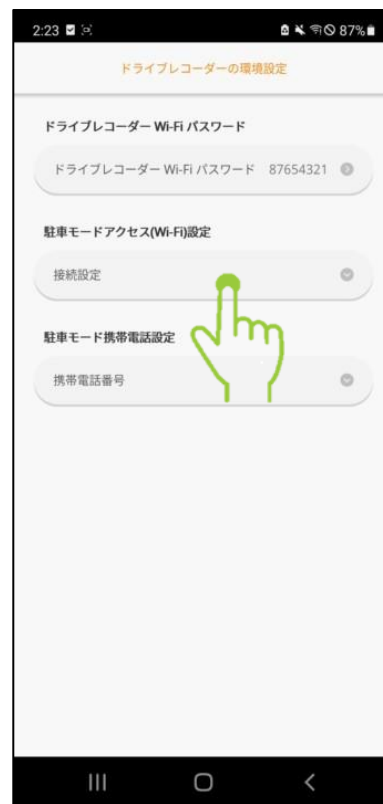 2:23 87%
ドライブレコーダーの環境設定
ドライブレコーダー Wi-Fi パスワード
ドライブレコーダー Wi-Fi パスワード 87654321
駐車モードアクセス(Wi-Fi)設定
接続設定
駐車モード携帯電話設定
携帯電話番号